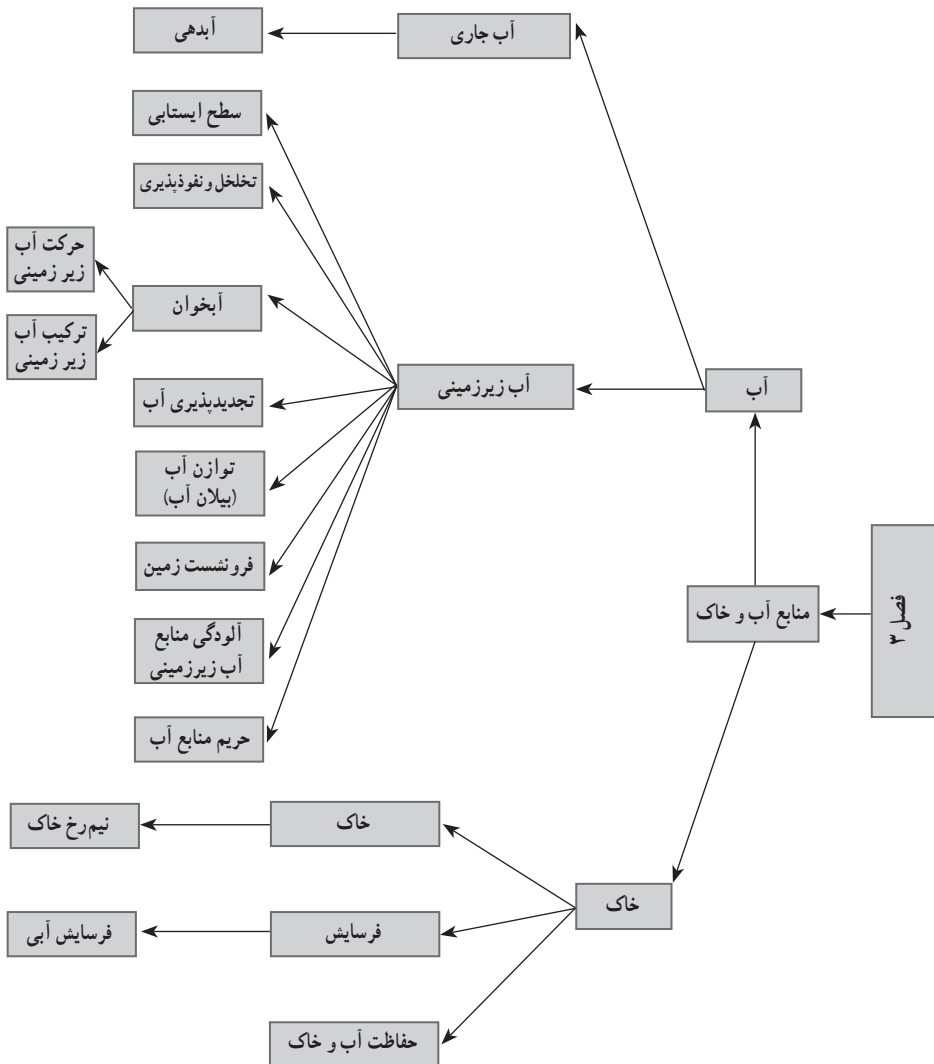 فصل ۳
منابع آب و خاک
آب
آب جاری
آبدهی
آب زیرزمینی
سطح ایستابی
تخلخل و نفوذپذیری
آبخوان
حرکت آب
زیر زمینی
ترکیب آب
زیر زمینی
تجدیدپذیری آب
توازن آب
(بیلان آب)
فرونشست زمین
آلودگی منابع
آب زیرزمینی
حریم منابع آب
خاک
خاک
نیم‌رخ خاک
فرسایش
فرسایش آبی
حفاظت آب و خاک